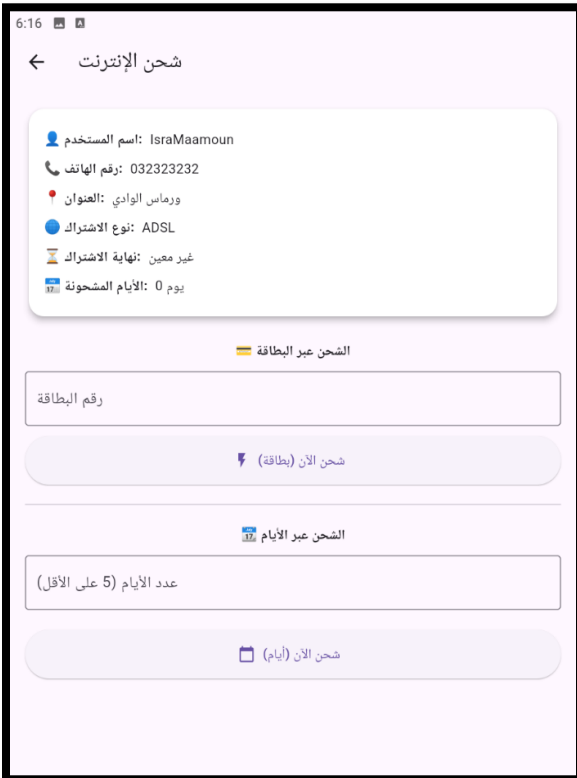 6:16
شحن الإنترنت
👤 اسم المستخدم: IsraMaamoun
📞 رقم الهاتف: 032323232
📍 العنوان: ورماس الوادي
🌐 نوع الاشتراك: ADSL
⏳ نهاية الاشتراك: غير معين
📅 الأيام المشحونة: 0 يوم
الشحن عبر البطاقة 💳
رقم البطاقة
شحن الآن (بطاقة)
الشحن عبر الأيام 📅
عدد الأيام (5 على الأقل)
شحن الآن (أيام)